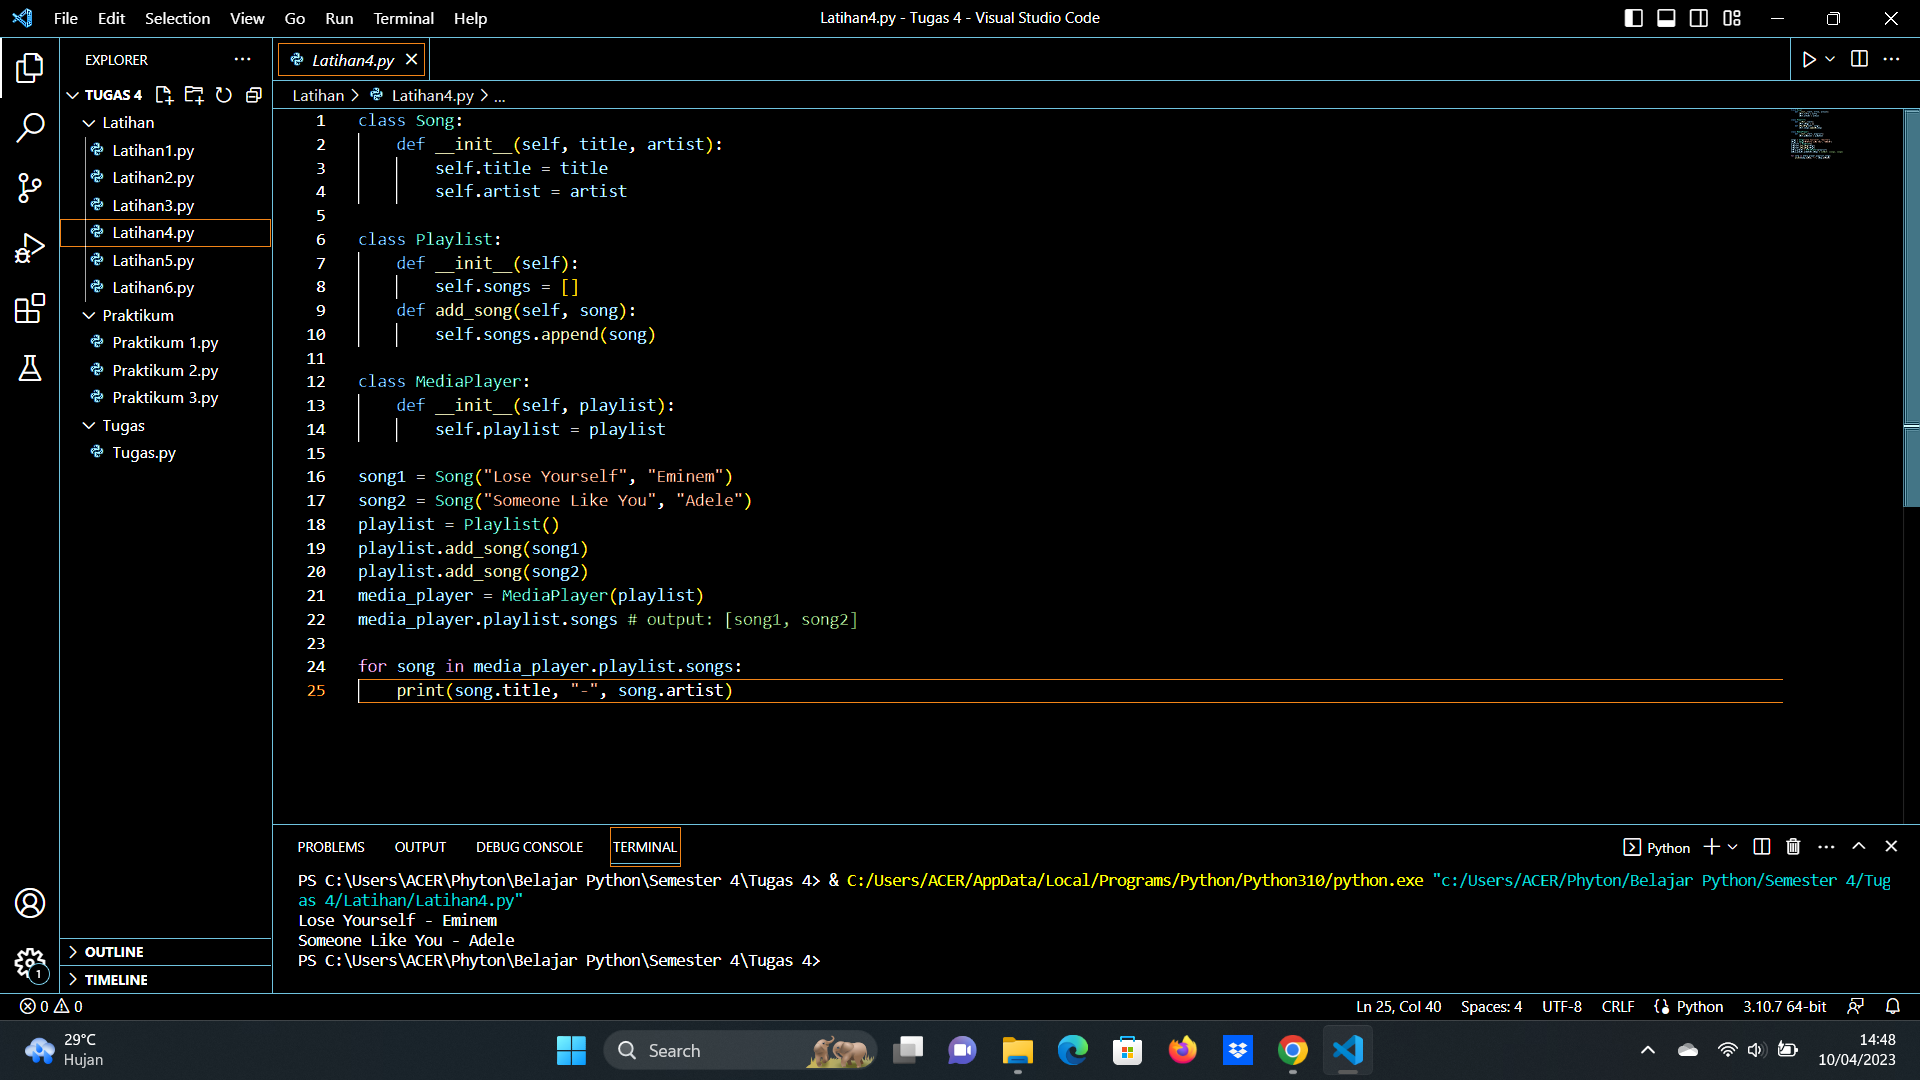 File Edit Selection View Go Run Terminal Help
Latihan4.py - Tugas 4 - Visual Studio Code
EXPLORER
TUGAS 4
Latihan
Latihan1.py
Latihan2.py
Latihan3.py
Latihan4.py
Latihan5.py
Latihan6.py
Praktikum
Praktikum 1.py
Praktikum 2.py
Praktikum 3.py
Tugas
Tugas.py
OUTLINE
TIMELINE
Latihan4.py
Latihan > Latihan4.py > ...
1 class Song:
2     def __init__(self, title, artist):
3         self.title = title
4         self.artist = artist
5
6 class Playlist:
7     def __init__(self):
8         self.songs = []
9     def add_song(self, song):
10         self.songs.append(song)
11
12 class MediaPlayer:
13     def __init__(self, playlist):
14         self.playlist = playlist
15
16 song1 = Song("Lose Yourself", "Eminem")
17 song2 = Song("Someone Like You", "Adele")
18 playlist = Playlist()
19 playlist.add_song(song1)
20 playlist.add_song(song2)
21 media_player = MediaPlayer(playlist)
22 media_player.playlist.songs # output: [song1, song2]
23
24 for song in media_player.playlist.songs:
25     print(song.title, "-", song.artist)
PROBLEMS OUTPUT DEBUG CONSOLE TERMINAL
Python
PS C:\Users\ACER\Phyton\Belajar Python\Semester 4\Tugas 4> & C:/Users/ACER/AppData/Local/Programs/Python/Python310/python.exe "c:/Users/ACER/Phyton/Belajar Python/Semester 4/Tug
as 4/Latihan/Latihan4.py"
Lose Yourself - Eminem
Someone Like You - Adele
PS C:\Users\ACER\Phyton\Belajar Python\Semester 4\Tugas 4>
1
0 0
Ln 25, Col 40 Spaces: 4 UTF-8 CRLF Python 3.10.7 64-bit
29°C
Hujan
Search
14:48
10/04/2023